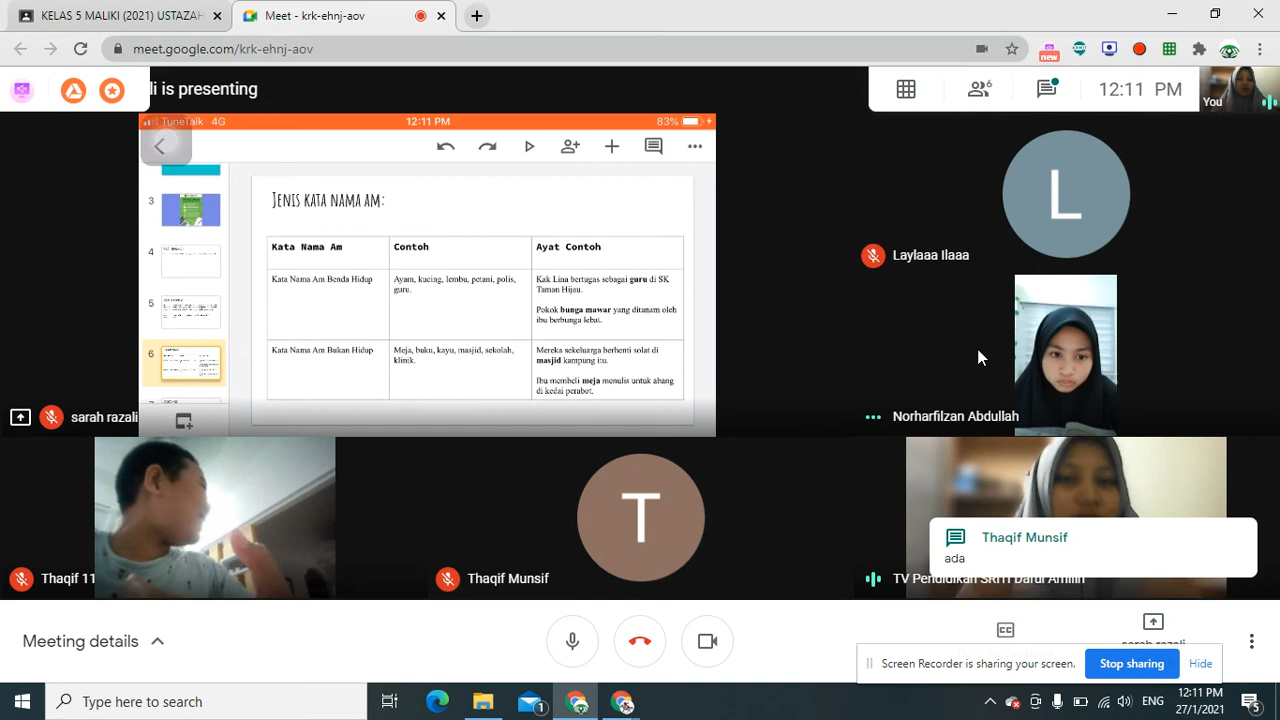 KELAS 5 MALIKI (2021) USTAZAH
Meet - krk-ehnj-aov
meet.google.com/krk-ehnj-aov
new
li is presenting
6
12:11 PM
You
TuneTalk 4G
12:11 PM
83%
3
4
5
6
JENIS KATA NAMA AM:
Kata Nama Am
Contoh
Ayat Contoh
Kata Nama Am Benda Hidup
Ayam, kucing, lembu, petani, polis,
guru.
Kak Lina bertugas sebagai guru di SK
Taman Hijau.
Pokok bunga mawar yang ditanam oleh
ibu berbunga lebat.
Kata Nama Am Bukan Hidup
Meja, buku, kayu, masjid, sekolah,
klinik.
Mereka sekeluarga berhenti solat di
masjid kampung itu.
Ibu membeli meja menulis untuk abang
di kedai perabot.
sarah razali
L
Laylaaa Ilaaa
Norharfilzan Abdullah
Thaqif 11
T
Thaqif Munsif
Thaqif Munsif
ada
TV Pendidikan SRITI Darul Amilin
Meeting details
CC
sarah razali
Screen Recorder is sharing your screen.
Stop sharing
Hide
Type here to search
1
ENG
12:11 PM
27/1/2021
5